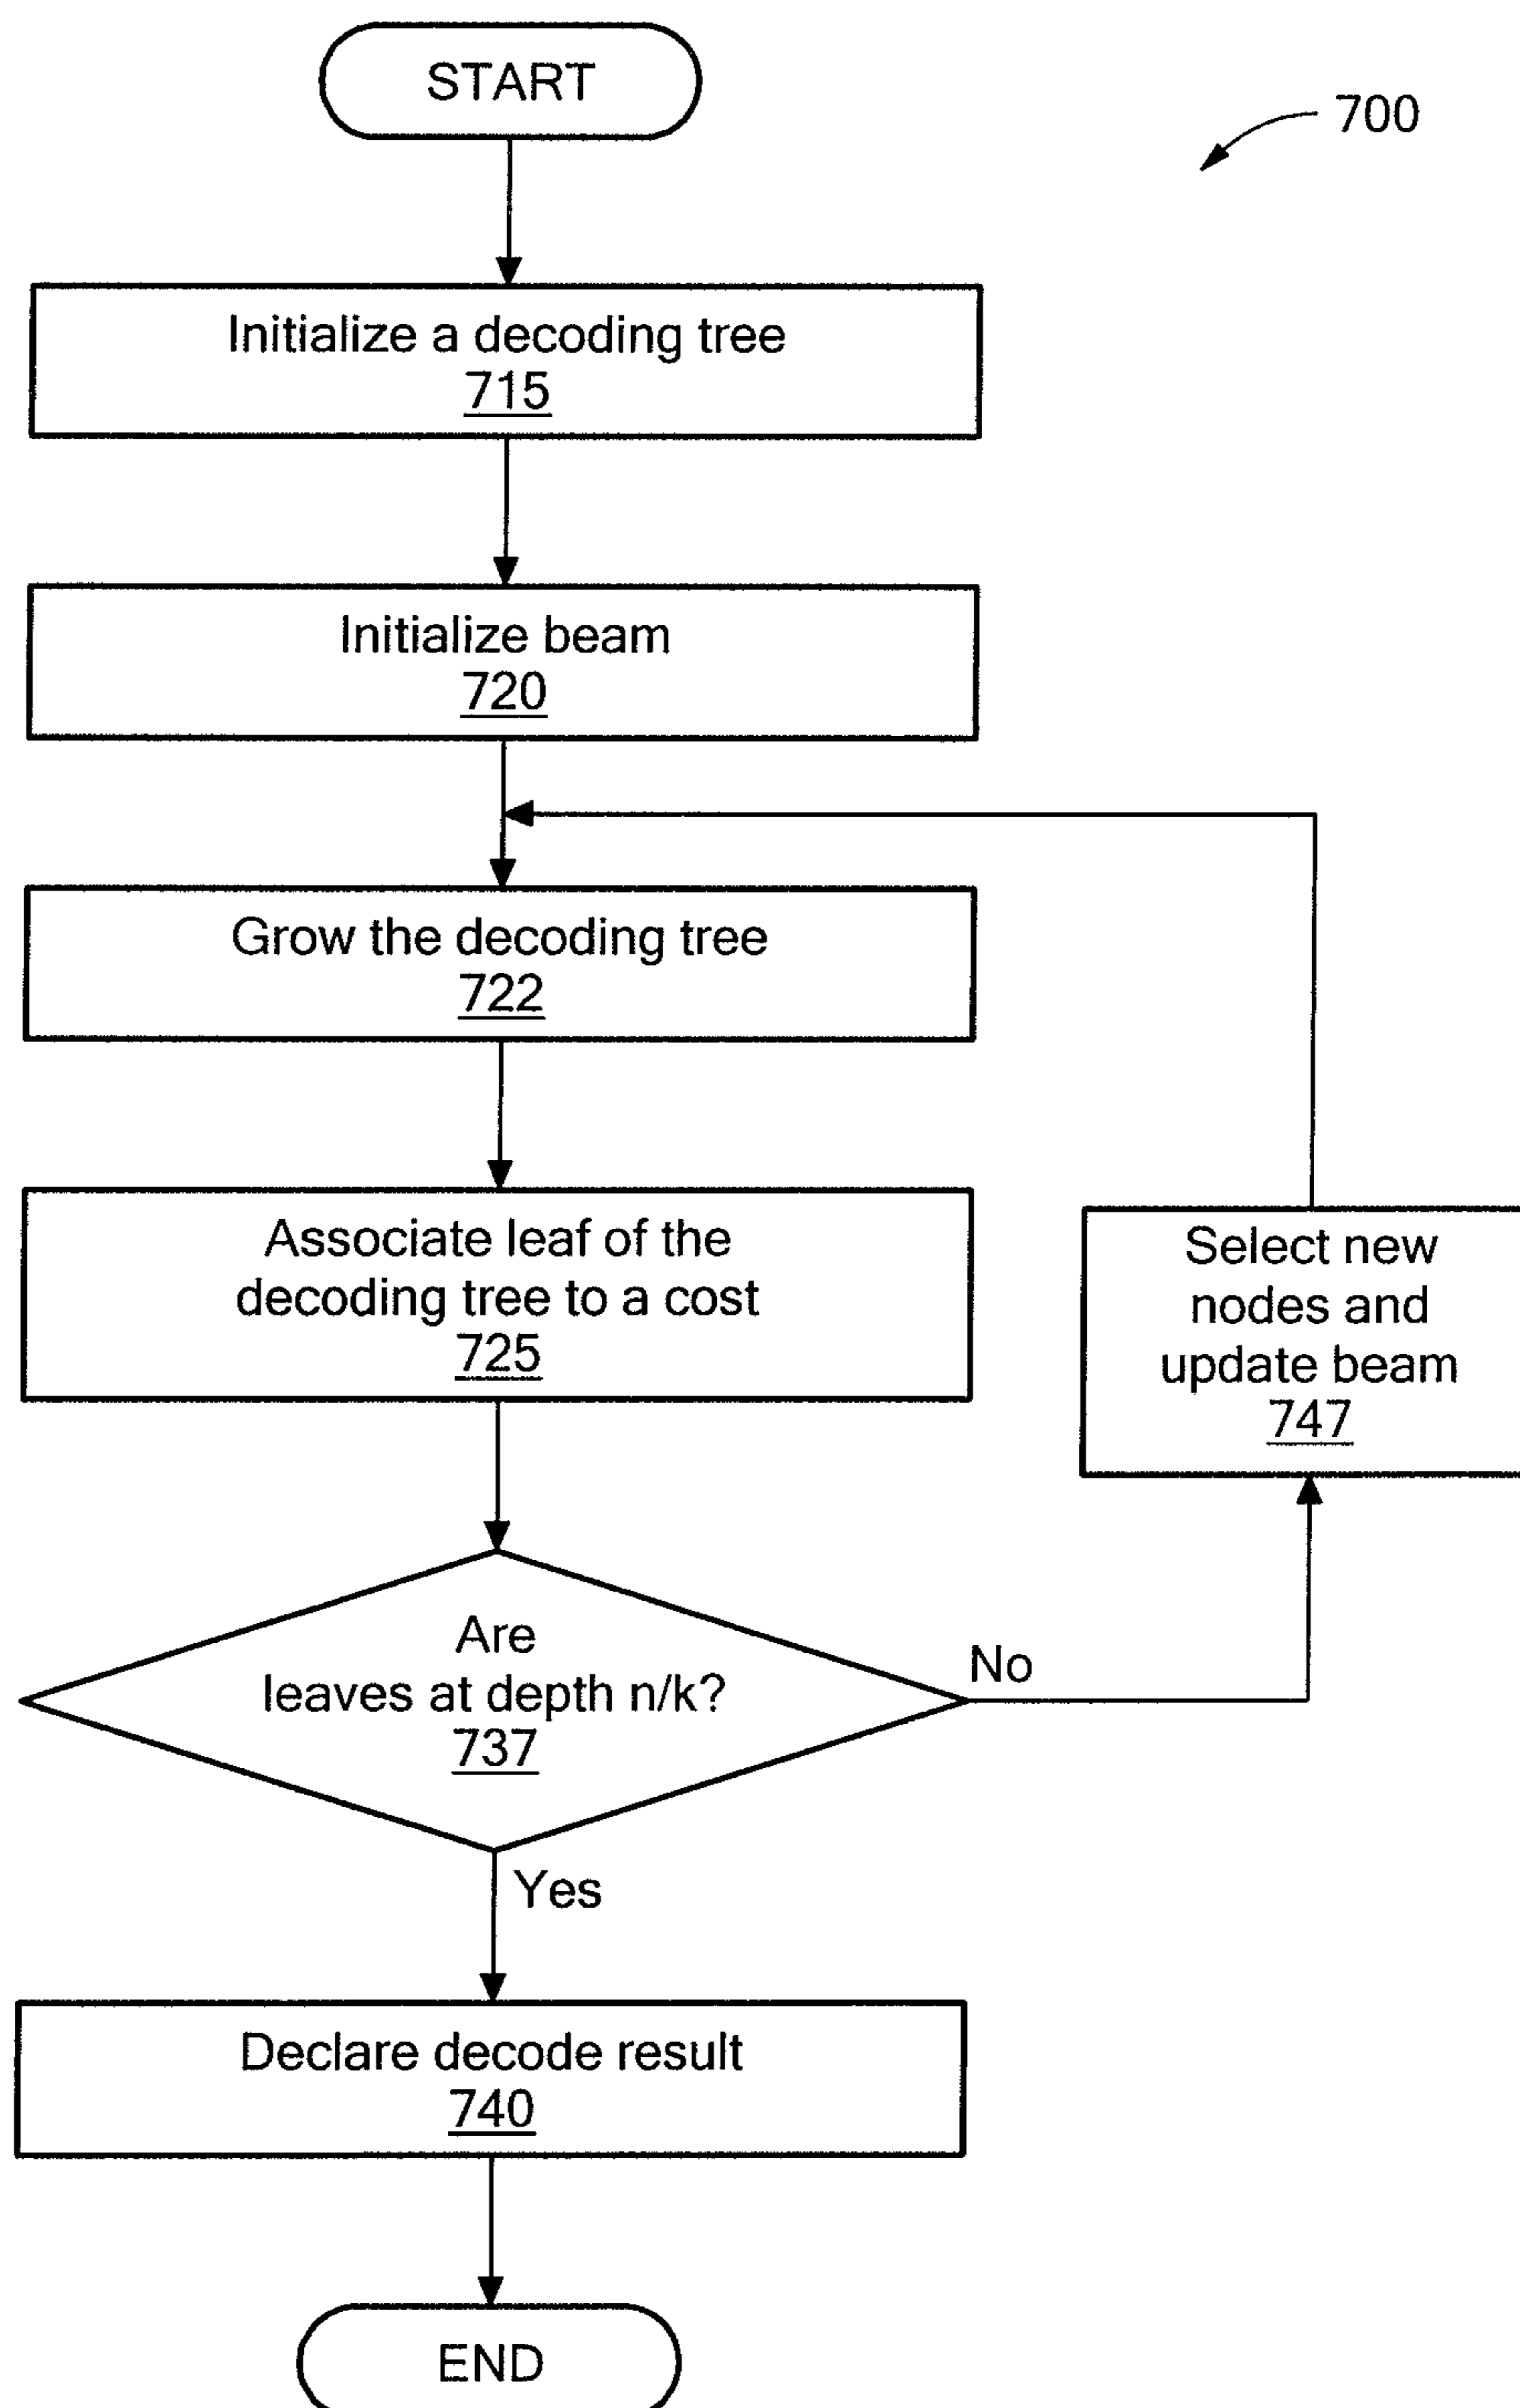 START
700
Initialize a decoding tree
715
Initialize beam
720
Grow the decoding tree
722
Associate leaf of the
decoding tree to a cost
725
Select new
nodes and
update beam
747
Are
leaves at depth n/k?
737
No
Yes
Declare decode result
740
END